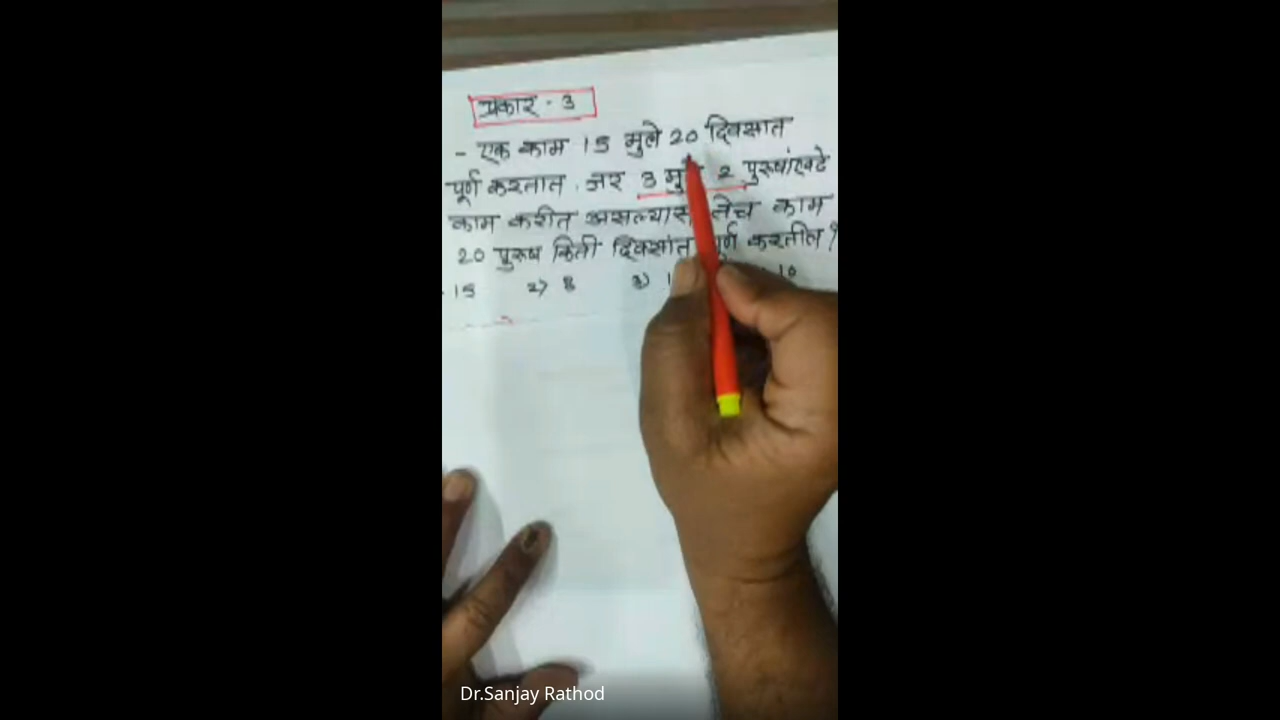 प्रकार - 3
- एक काम 15 मुले 20 दिवसात
पूर्ण करतात. जर 3 2 पुरूषांएवढे
काम करीत असल्यास तेच काम
20 पुरूष किती दिवसांत पूर्ण करतील ?
15 2) 8 3) 10
Dr.Sanjay Rathod